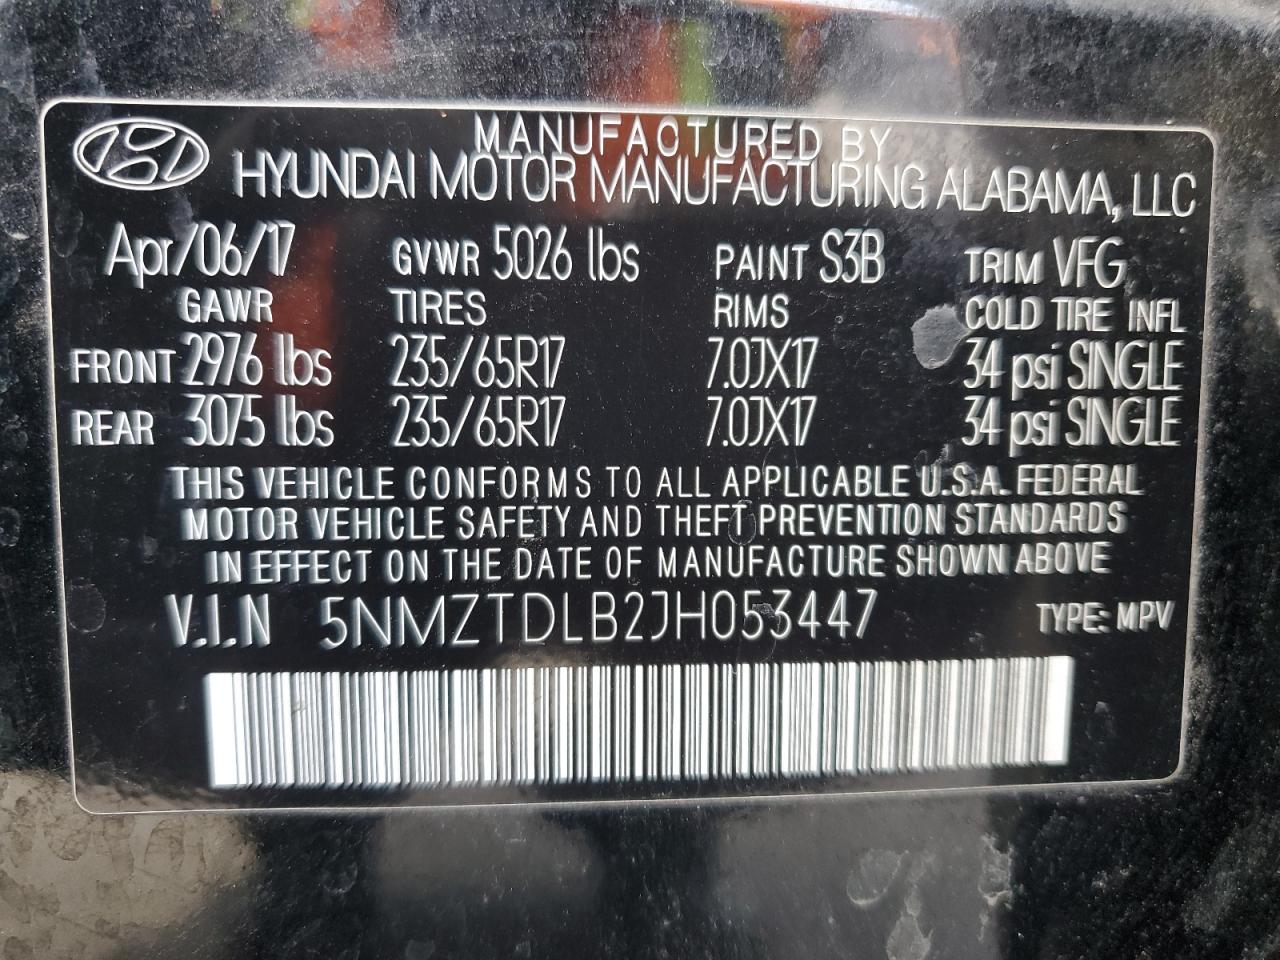 MANUFACTURED BY
HYUNDAI MOTOR MANUFACTURING ALABAMA, LLC
Apr/06/17 GVWR 5026 lbs PAINT S3B TRIM VFG
GAWR TIRES RIMS COLD TIRE INFL
FRONT 2976 lbs 235/65R17 7.0JX17 34 psi SINGLE
REAR 3075 lbs 235/65R17 7.0JX17 34 psi SINGLE
THIS VEHICLE CONFORMS TO ALL APPLICABLE U.S.A. FEDERAL
MOTOR VEHICLE SAFETY AND THEFT PREVENTION STANDARDS
IN EFFECT ON THE DATE OF MANUFACTURE SHOWN ABOVE
V.I.N 5NMZTDLB2JH053447 TYPE: MPV